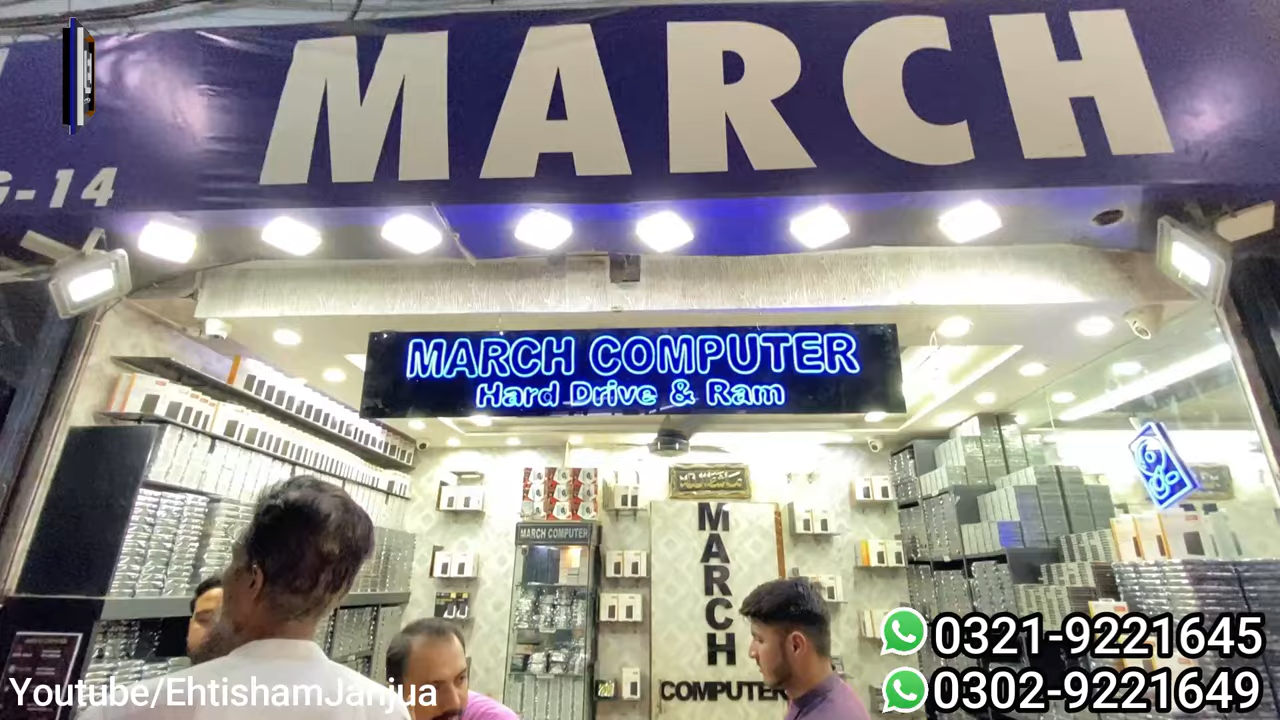 MARCH
G-14
MARCH COMPUTER
Hard Drive & Ram
MARCH COMPUTER
MARCH
COMPUTER
0321-9221645
0302-9221649
Youtube/EhtishamJanjua